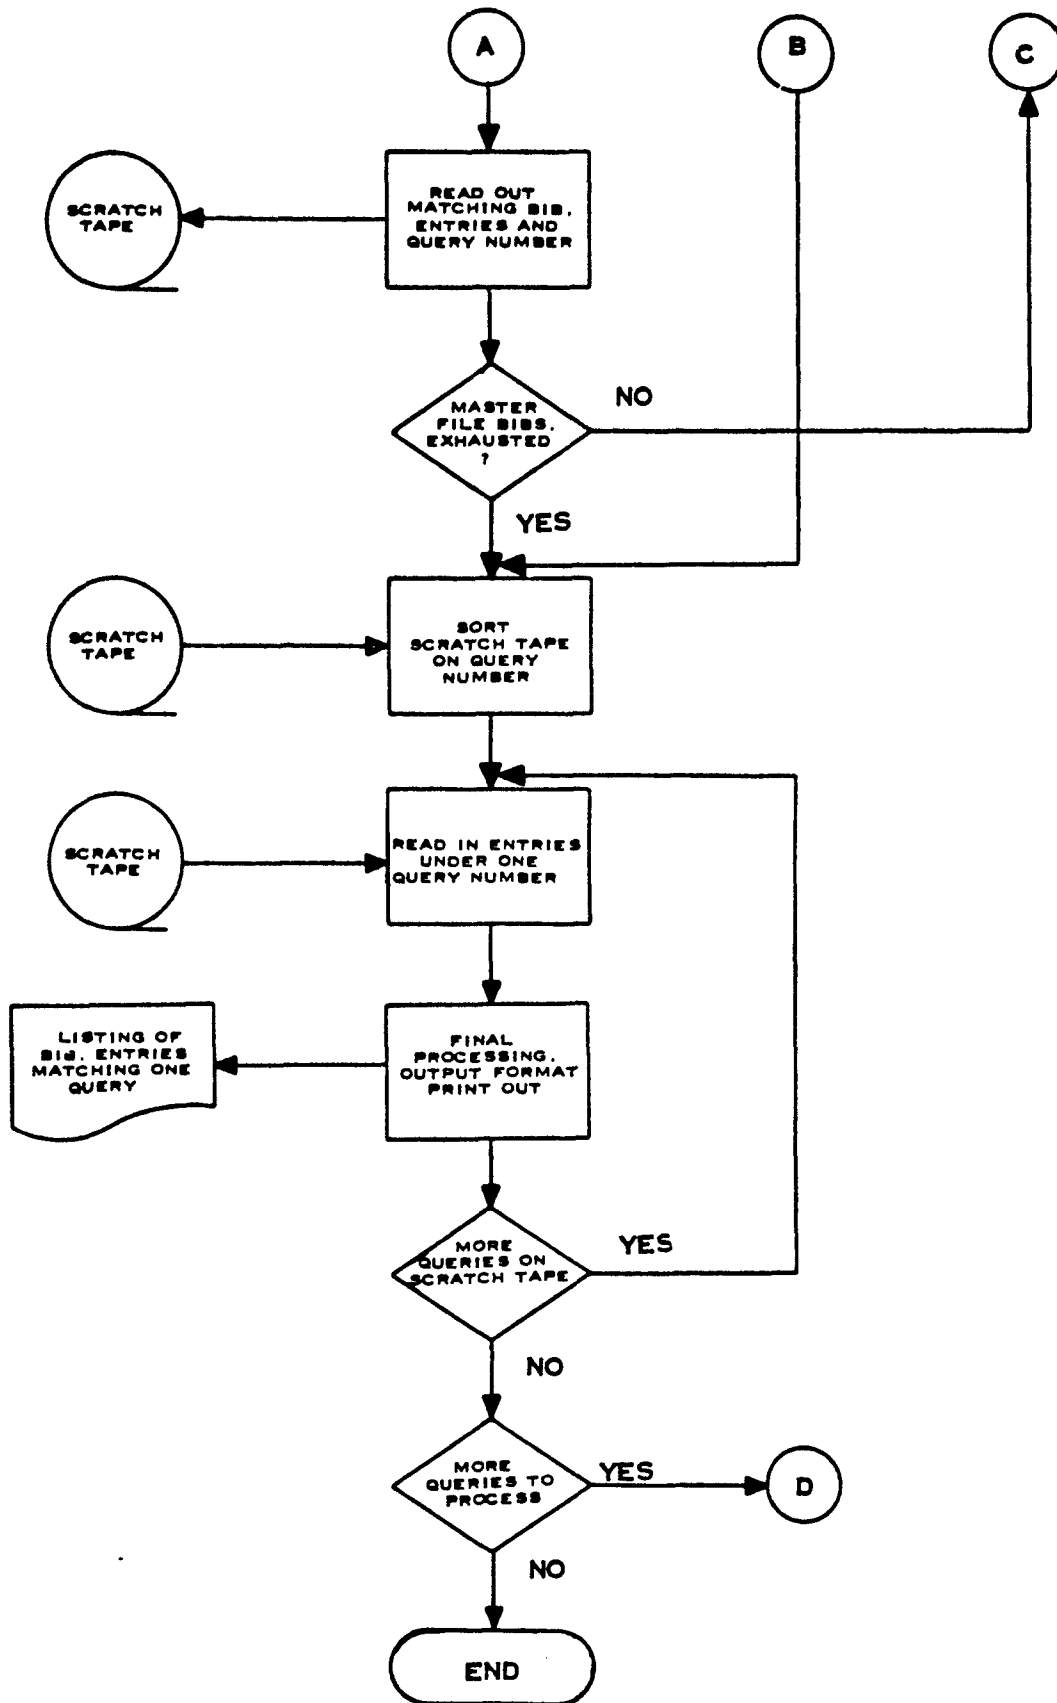 A
B
C
SCRATCH
TAPE
READ OUT
MATCHING BIB.
ENTRIES AND
QUERY NUMBER
MASTER
FILE BIBS.
EXHAUSTED
?
NO
YES
SCRATCH
TAPE
SORT
SCRATCH TAPE
ON QUERY
NUMBER
SCRATCH
TAPE
READ IN ENTRIES
UNDER ONE
QUERY NUMBER
LISTING OF
BIB. ENTRIES
MATCHING ONE
QUERY
FINAL
PROCESSING.
OUTPUT FORMAT
PRINT OUT
MORE
QUERIES ON
SCRATCH TAPE
YES
NO
MORE
QUERIES TO
PROCESS
YES
D
NO
END